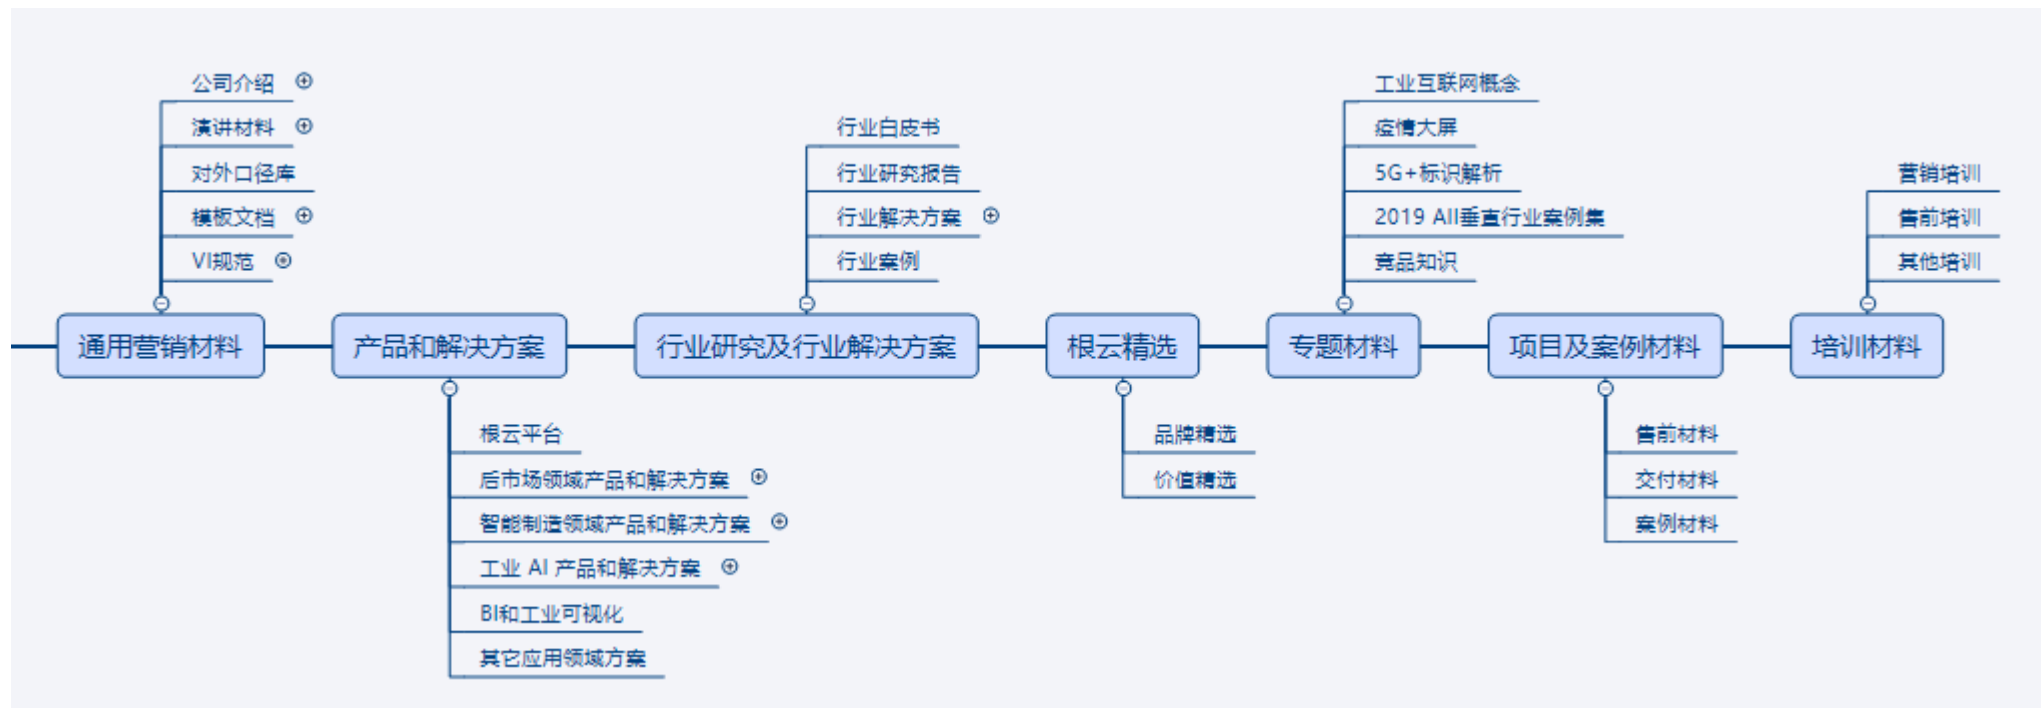 公司介绍
演讲材料
对外口径库
模板文档
VI规范
通用营销材料
产品和解决方案
根云平台
后市场领域产品和解决方案
智能制造领域产品和解决方案
工业 AI 产品和解决方案
BI和工业可视化
其它应用领域方案
行业白皮书
行业研究报告
行业解决方案
行业案例
行业研究及行业解决方案
根云精选
品牌精选
价值精选
工业互联网概念
疫情大屏
5G+标识解析
2019 AII垂直行业案例集
竞品知识
专题材料
项目及案例材料
售前材料
交付材料
案例材料
营销培训
售前培训
其他培训
培训材料